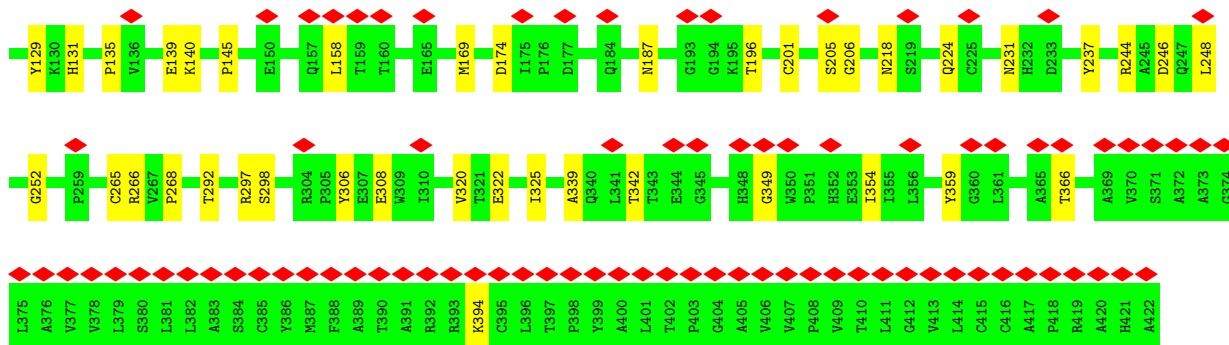 Y129 K130 H131 P135 V136 E139 K140 P145 E150 Q157 L158 T159 T160 E165 M169 D174 I175 P176 D177 Q184 N187 G193 G194 K195 T196 C201 S205 G206 N218 S219 Q224 C225 N231 H232 D233 Y237 R244 A245 D246 Q247 L248
G252 P259 C265 R266 V267 P268 T292 R297 S298 R304 P305 Y306 E307 E308 W309 I310 V320 T321 E322 I325 A339 Q340 L341 T342 T343 E344 G345 H348 G349 W350 P351 H352 E353 I354 I355 L356 Y359 G360 L361 A365 T366 A369 V370 S371 A372 A373 G374
L375 A376 V377 V378 L379 S380 L381 L382 A383 S384 C385 Y386 M387 F388 A389 T390 A391 R392 R393 K394 C395 L396 T397 P398 Y399 A400 L401 T402 P403 G404 A405 V406 V407 P408 V409 T410 L411 G412 V413 L414 C415 C416 A417 P418 R419 A420 H421 A422